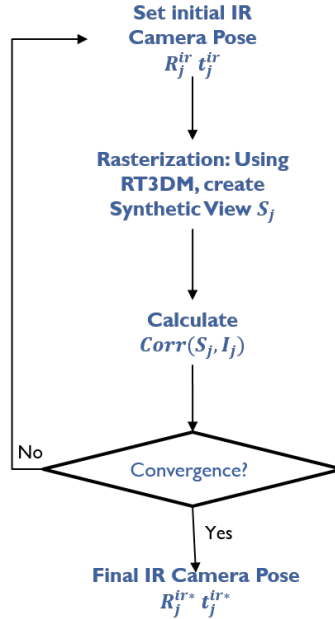 Set initial IR
Camera Pose
R_j^{ir} t_j^{ir}
Rasterization: Using
RT3DM, create
Synthetic View S_j
Calculate
Corr(S_j, I_j)
Convergence?
No
Yes
Final IR Camera Pose
R_j^{ir*} t_j^{ir*}